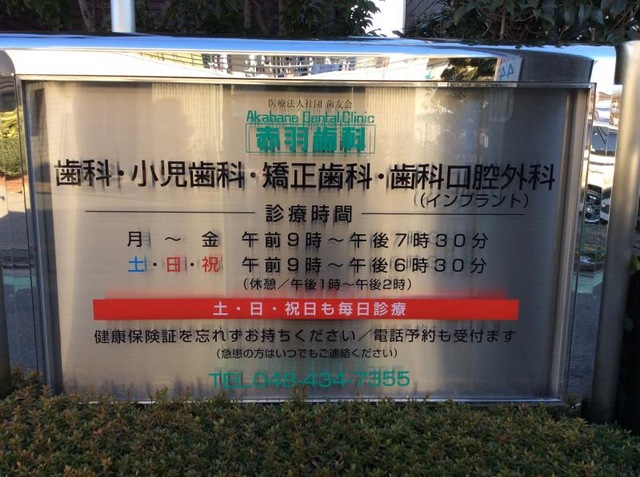 医療法人社団 歯友会
Akabane Dental Clinic
赤羽歯科
歯科・小児歯科・矯正歯科・歯科口腔外科
(インプラント)
診療時間
月 ～ 金 午前9時～午後7時30分
土・日・祝 午前9時～午後6時30分
(休憩／午後1時～午後2時)
土・日・祝日も毎日診療
健康保険証を忘れずお持ちください／電話予約も受付ます
(急患の方はいつでもご連絡ください)
TEL.048-434-7355